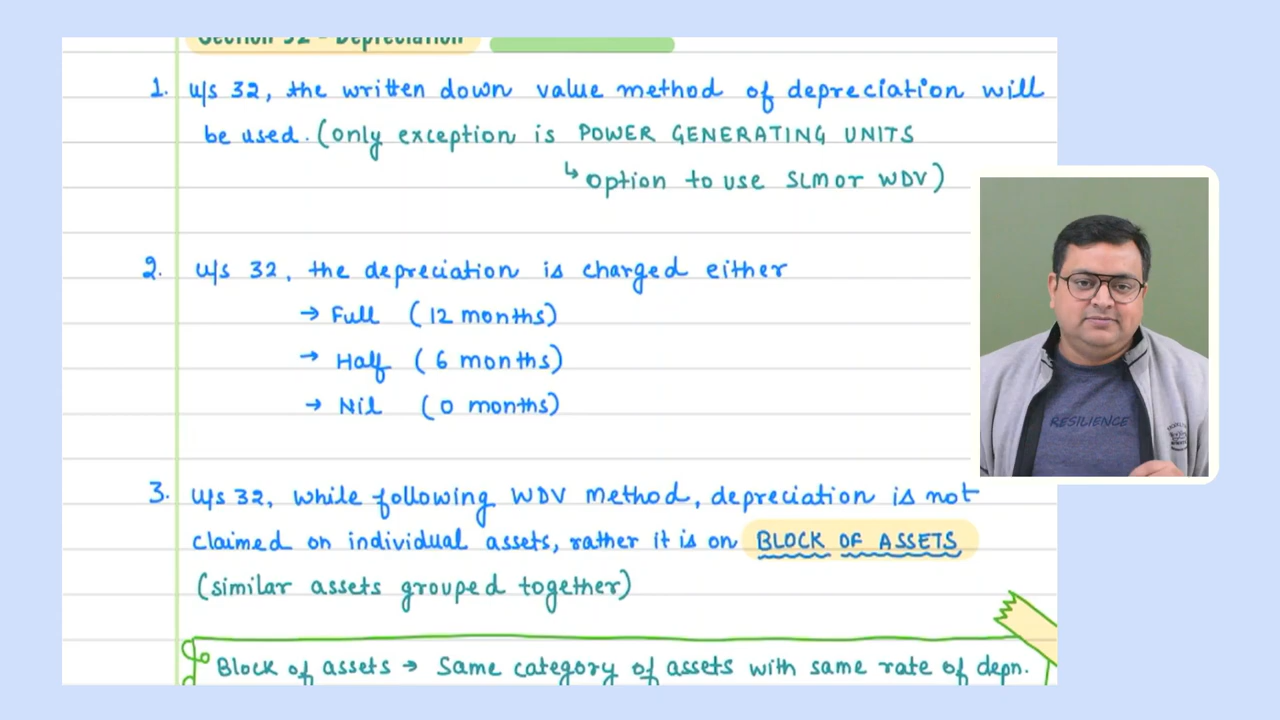 Section 32 - Depreciation
1. u/s 32, the written down value method of depreciation will
be used. (only exception is POWER GENERATING UNITS
↳ option to use SLM or WDV)
2. u/s 32, the depreciation is charged either
→ Full (12 months)
→ Half (6 months)
→ Nil (0 months)
3. u/s 32, while following WDV method, depreciation is not
claimed on individual assets, rather it is on BLOCK OF ASSETS
(similar assets grouped together)
Block of assets → Same category of assets with same rate of depn.
RESILIENCE